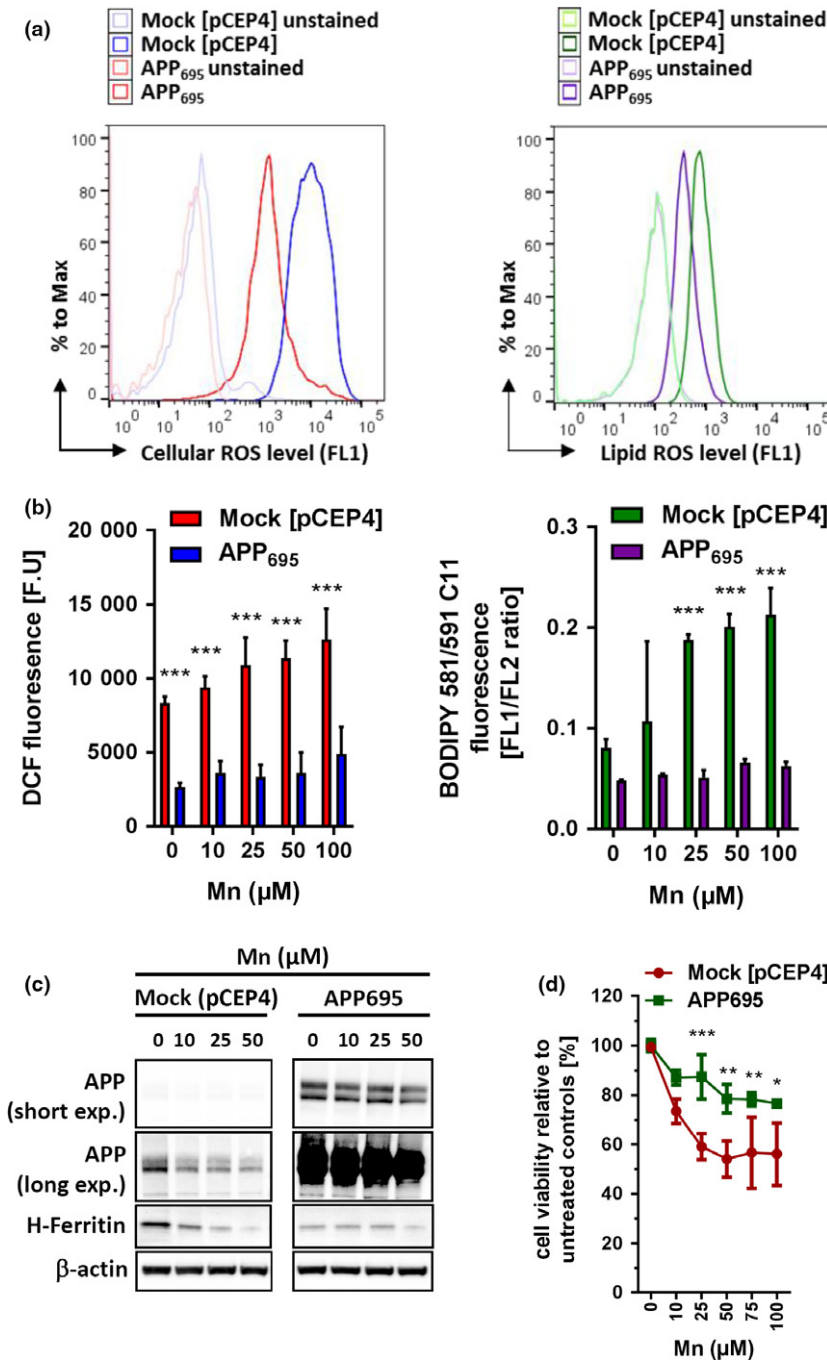 (a)
Mock [pCEP4] unstained
Mock [pCEP4]
APP695 unstained
APP695
% to Max
100
80
60
40
20
0
10^0 10^1 10^2 10^3 10^4 10^5
Cellular ROS level (FL1)
Mock [pCEP4] unstained
Mock [pCEP4]
APP695 unstained
APP695
% to Max
100
80
60
40
20
0
10^0 10^1 10^2 10^3 10^4 10^5
Lipid ROS level (FL1)
(b)
Mock [pCEP4]
APP695
DCF fluoresence [F.U]
20 000
15 000
10 000
5000
0
*** *** *** *** ***
0 10 25 50 100
Mn (µM)
Mock [pCEP4]
APP695
BODIPY 581/591 C11
fluorescence
[FL1/FL2 ratio]
0.3
0.2
0.1
0.0
*** *** ***
0 10 25 50 100
Mn (µM)
(c)
Mn (µM)
Mock (pCEP4) APP695
0 10 25 50 0 10 25 50
APP
(short exp.)
APP
(long exp.)
H-Ferritin
β-actin
(d)
Mock [pCEP4]
APP695
cell viability relative to
untreated controls [%]
120
100
80
60
40
20
0
*** ** ** *
0 10 25 50 75 100
Mn (µM)